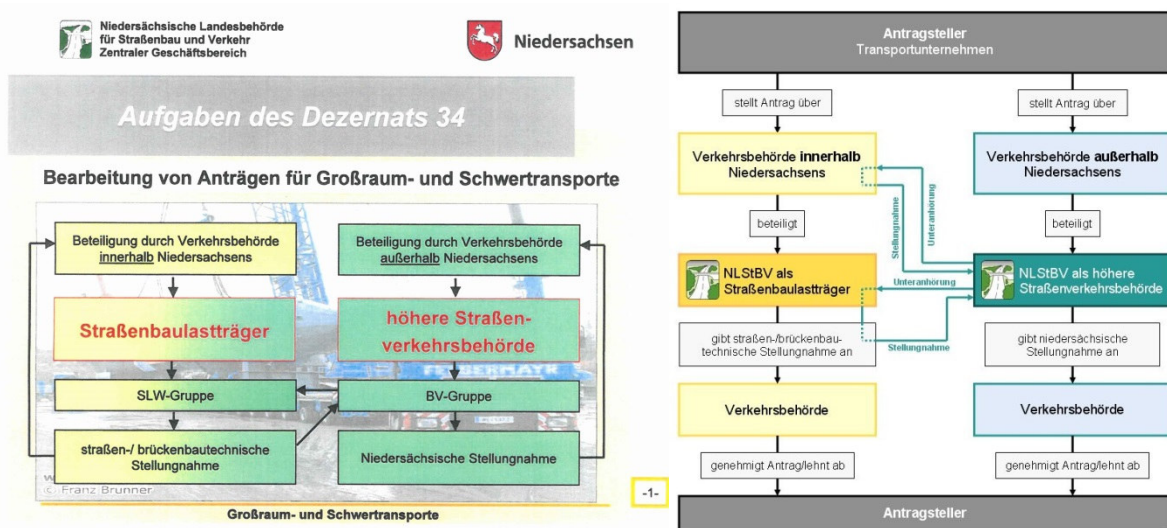 Niedersächsische Landesbehörde
für Straßenbau und Verkehr
Zentraler Geschäftsbereich
Niedersachsen
Aufgaben des Dezernats 34
Bearbeitung von Anträgen für Großraum- und Schwertransporte
Beteiligung durch Verkehrsbehörde
innerhalb Niedersachsens
Beteiligung durch Verkehrsbehörde
außerhalb Niedersachsens
Straßenbaulastträger
höhere Straßen-
verkehrsbehörde
SLW-Gruppe
BV-Gruppe
straßen-/ brückenbautechnische
Stellungnahme
Niedersächsische Stellungnahme
c. Franz Brunner
-1-
Großraum- und Schwertransporte
Antragsteller
Transportunternehmen
stellt Antrag über
stellt Antrag über
Verkehrsbehörde innerhalb
Niedersachsens
Verkehrsbehörde außerhalb
Niedersachsens
Stellungnahme
Unteranhörung
beteiligt
beteiligt
NLStBV als
Straßenbaulastträger
Unteranhörung
NLStBV als höhere
Straßenverkehrsbehörde
gibt straßen-/brückenbau-
technische Stellungnahme an
Stellungnahme
gibt niedersächsische
Stellungnahme an
Verkehrsbehörde
Verkehrsbehörde
genehmigt Antrag/lehnt ab
genehmigt Antrag/lehnt ab
Antragsteller